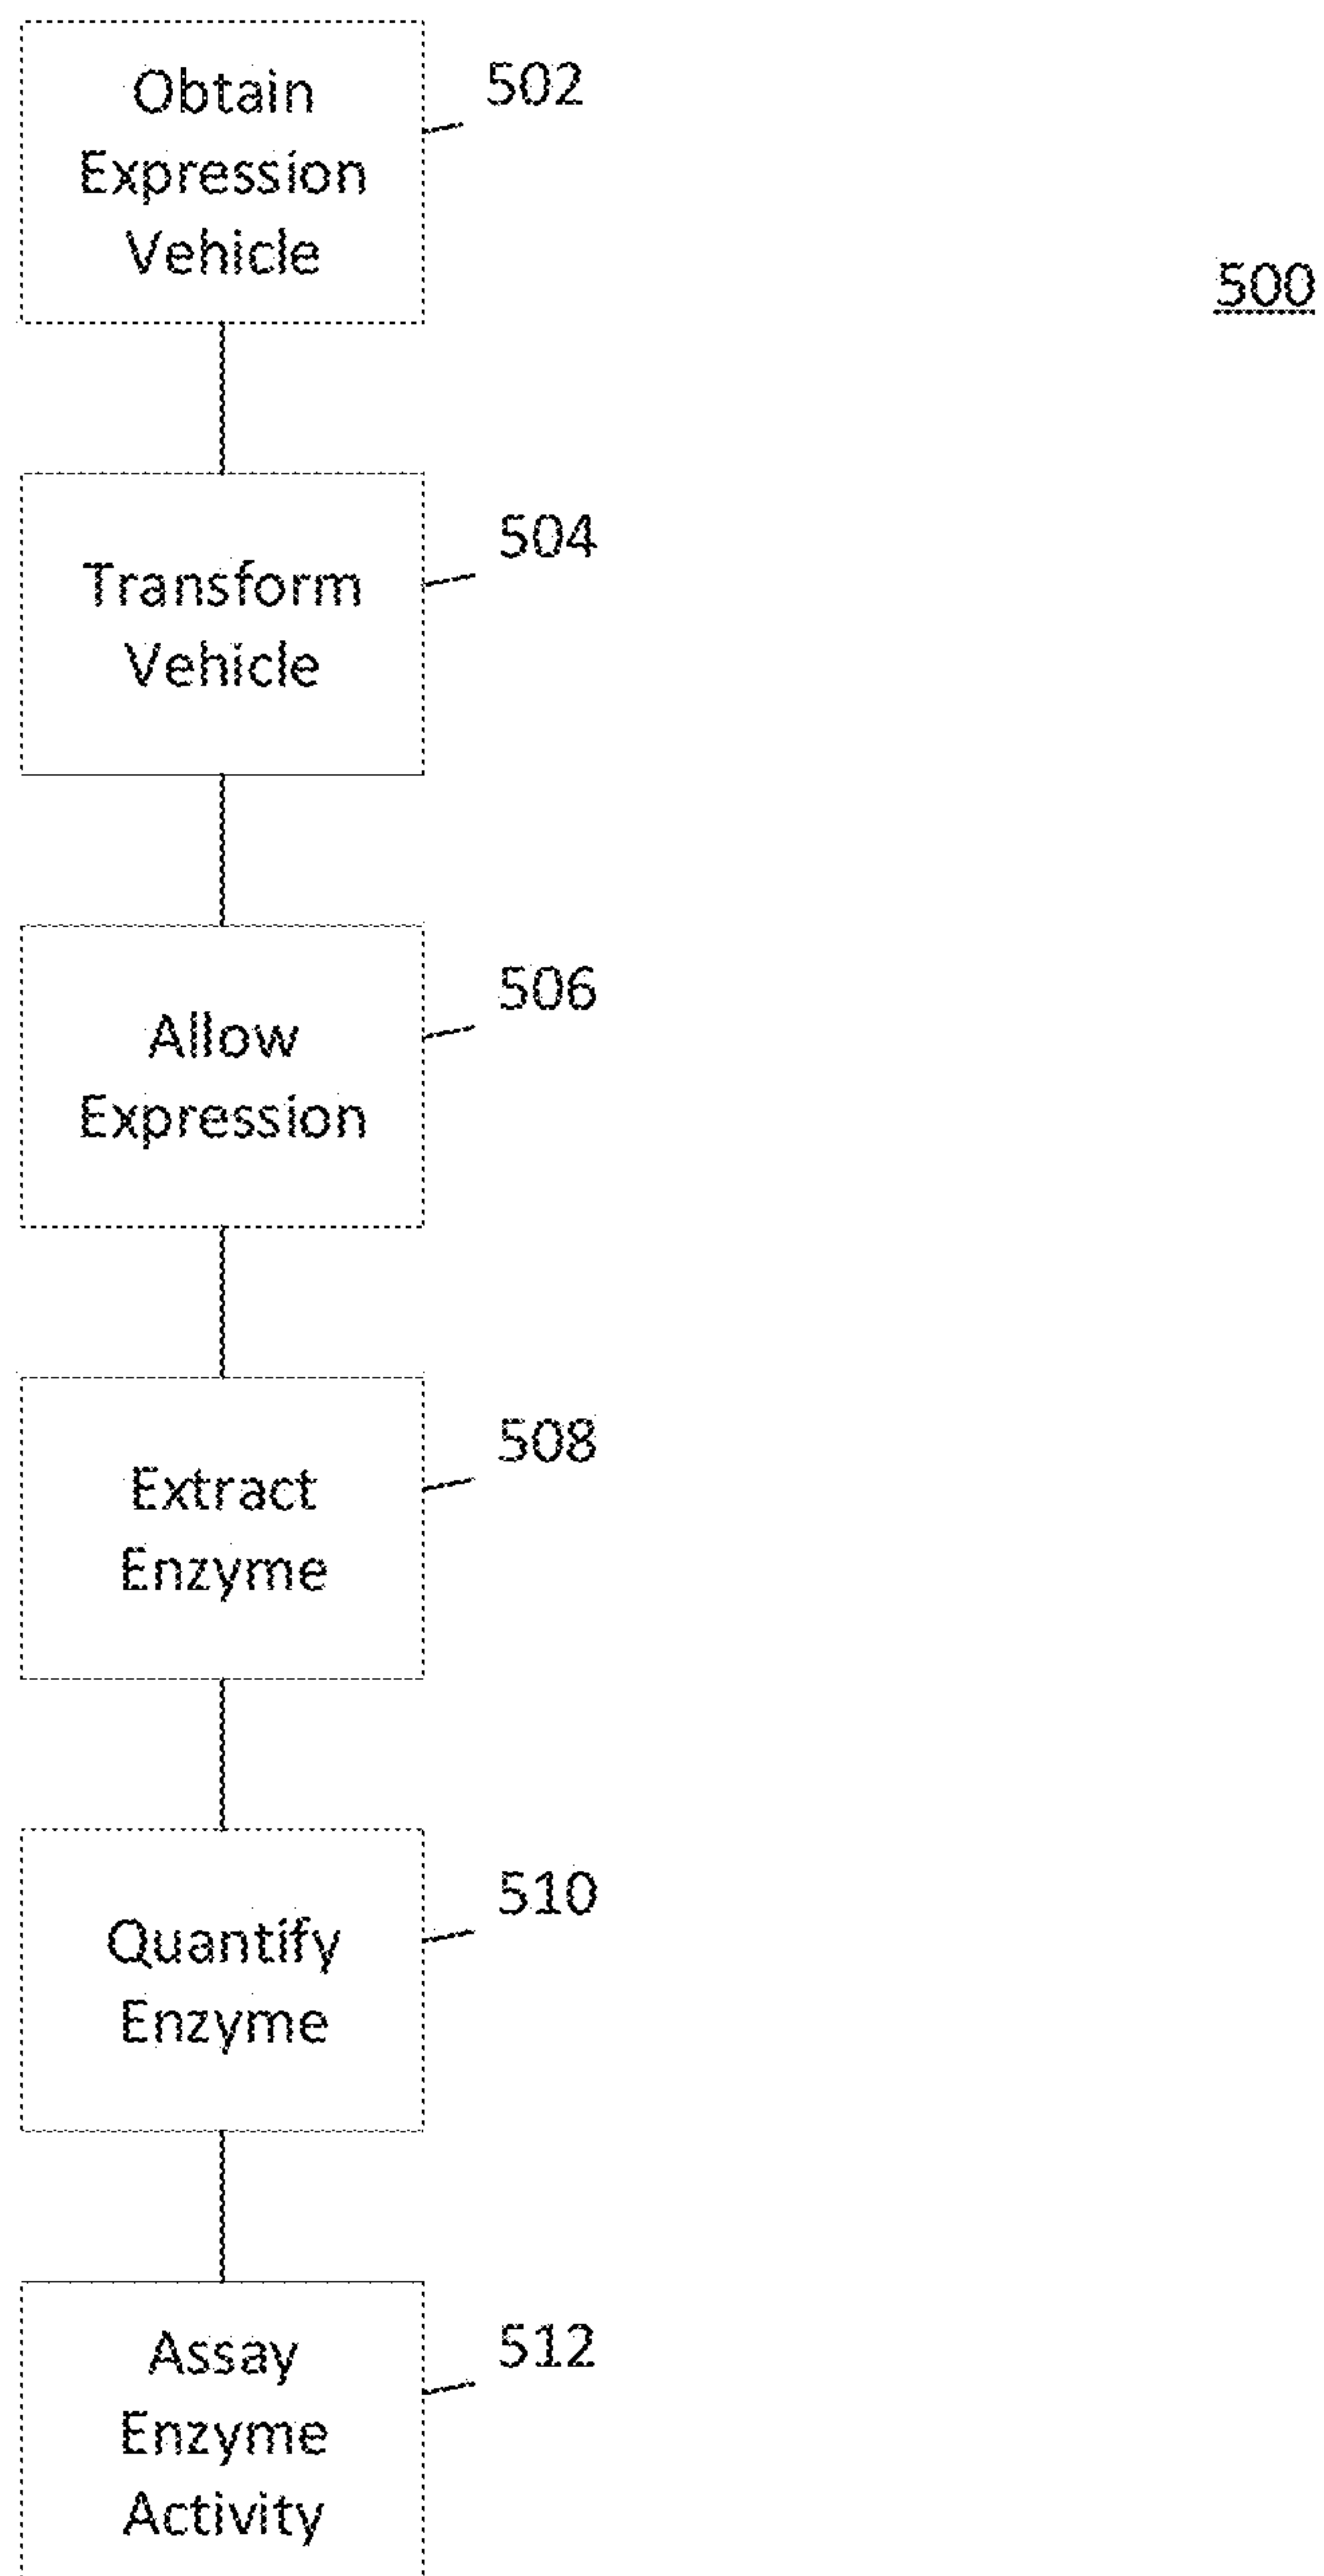 Obtain
Expression
Vehicle
502
500
Transform
Vehicle
504
Allow
Expression
506
Extract
Enzyme
508
Quantify
Enzyme
510
Assay
Enzyme
Activity
512